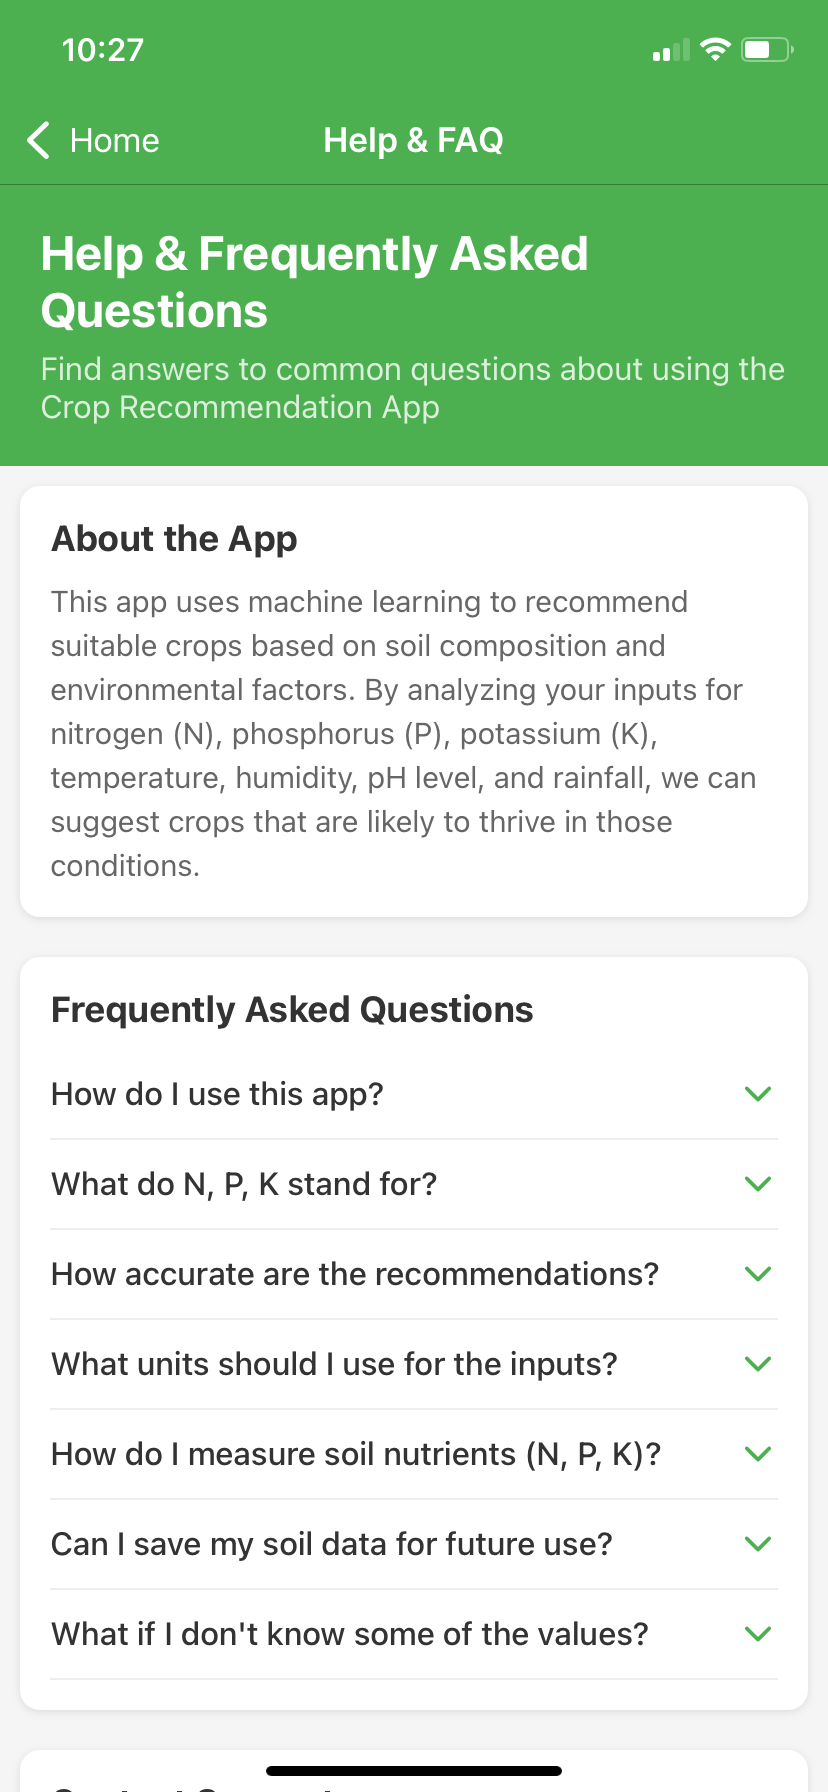 10:27
Home
Help & FAQ
Help & Frequently Asked
Questions
Find answers to common questions about using the
Crop Recommendation App
About the App
This app uses machine learning to recommend
suitable crops based on soil composition and
environmental factors. By analyzing your inputs for
nitrogen (N), phosphorus (P), potassium (K),
temperature, humidity, pH level, and rainfall, we can
suggest crops that are likely to thrive in those
conditions.
Frequently Asked Questions
How do I use this app?
What do N, P, K stand for?
How accurate are the recommendations?
What units should I use for the inputs?
How do I measure soil nutrients (N, P, K)?
Can I save my soil data for future use?
What if I don't know some of the values?